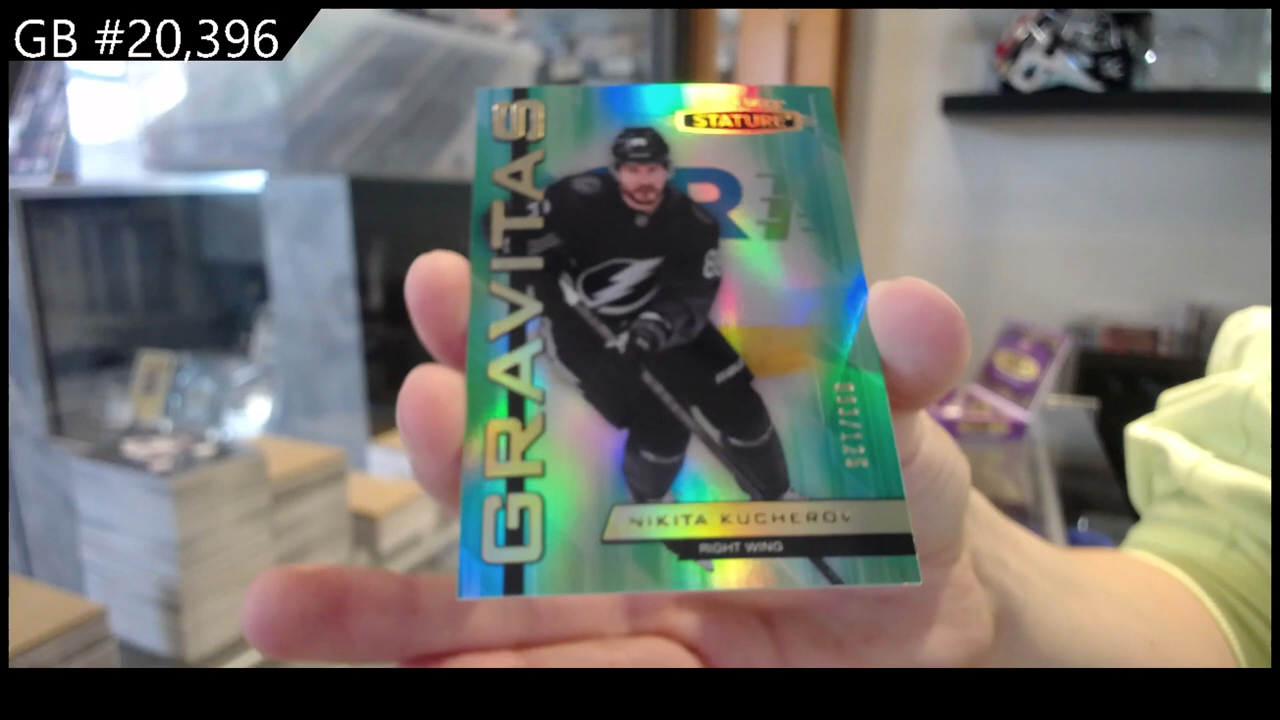 GB #20,396
STATURE
GRAVITAS
NIKITA KUCHEROV
RIGHT WING